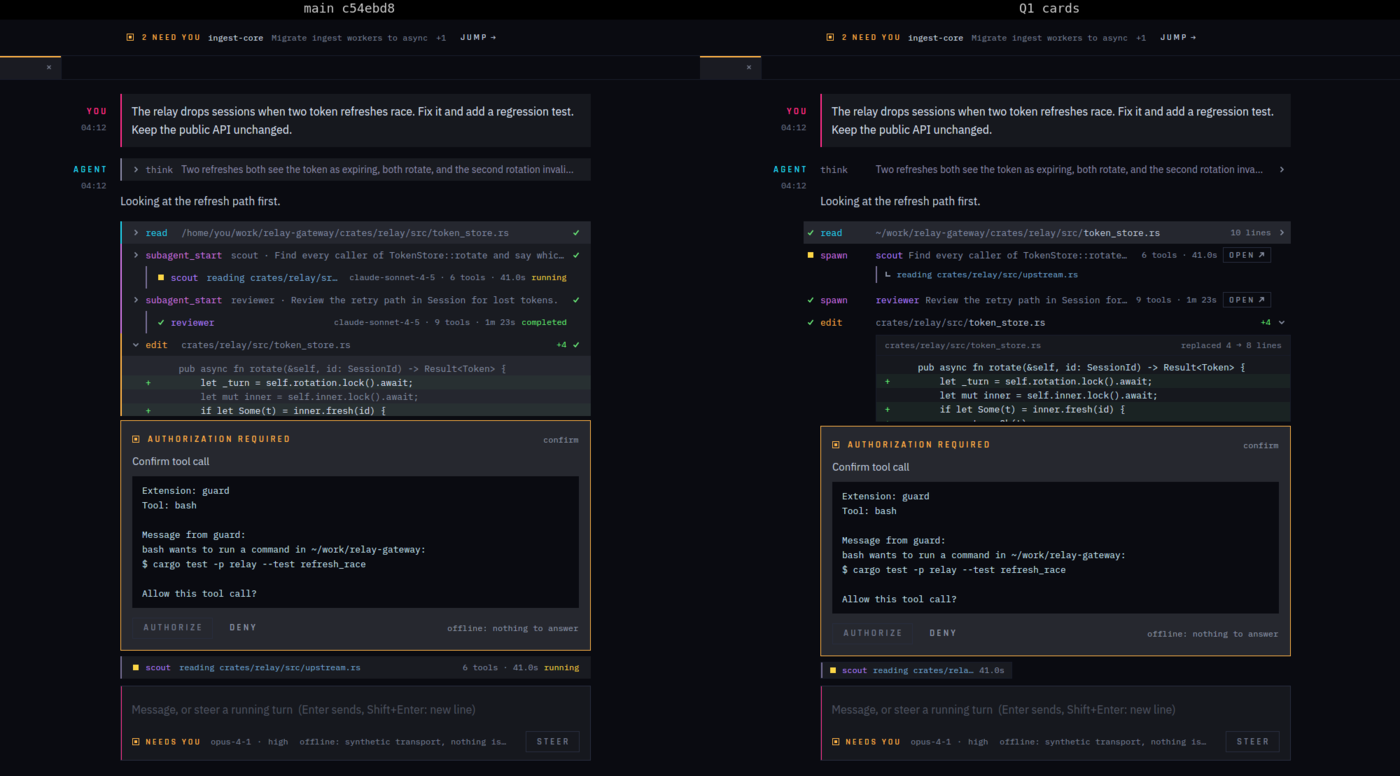 main c54ebd8
2 NEED YOU ingest-core Migrate ingest workers to async +1 JUMP →
×
YOU
04:12
The relay drops sessions when two token refreshes race. Fix it and add a regression test.
Keep the public API unchanged.
AGENT
04:12
> think Two refreshes both see the token as expiring, both rotate, and the second rotation invali…
Looking at the refresh path first.
> read /home/you/work/relay-gateway/crates/relay/src/token_store.rs ✓
> subagent_start scout · Find every caller of TokenStore::rotate and say whic… ✓
scout reading crates/relay/sr… claude-sonnet-4-5 · 6 tools · 41.0s running
> subagent_start reviewer · Review the retry path in Session for lost tokens. ✓
✓ reviewer claude-sonnet-4-5 · 9 tools · 1m 23s completed
edit crates/relay/src/token_store.rs +4 ✓
pub async fn rotate(&self, id: SessionId) -> Result<Token> {
+ let _turn = self.rotation.lock().await;
let mut inner = self.inner.lock().await;
+ if let Some(t) = inner.fresh(id) {
AUTHORIZATION REQUIRED confirm
Confirm tool call
Extension: guard
Tool: bash
Message from guard:
bash wants to run a command in ~/work/relay-gateway:
$ cargo test -p relay --test refresh_race
Allow this tool call?
AUTHORIZE DENY offline: nothing to answer
scout reading crates/relay/src/upstream.rs 6 tools · 41.0s running
Message, or steer a running turn (Enter sends, Shift+Enter: new line)
NEEDS YOU opus-4-1 · high offline: synthetic transport, nothing is… STEER
Q1 cards
2 NEED YOU ingest-core Migrate ingest workers to async +1 JUMP →
×
YOU
04:12
The relay drops sessions when two token refreshes race. Fix it and add a regression test.
Keep the public API unchanged.
AGENT
04:12
think Two refreshes both see the token as expiring, both rotate, and the second rotation inva… >
Looking at the refresh path first.
✓ read ~/work/relay-gateway/crates/relay/src/token_store.rs 10 lines >
spawn scout Find every caller of TokenStore::rotate… 6 tools · 41.0s OPEN ↗
reading crates/relay/src/upstream.rs
✓ spawn reviewer Review the retry path in Session for… 9 tools · 1m 23s OPEN ↗
✓ edit crates/relay/src/token_store.rs +4
crates/relay/src/token_store.rs replaced 4 → 8 lines
pub async fn rotate(&self, id: SessionId) -> Result<Token> {
+ let _turn = self.rotation.lock().await;
let mut inner = self.inner.lock().await;
+ if let Some(t) = inner.fresh(id) {
AUTHORIZATION REQUIRED confirm
Confirm tool call
Extension: guard
Tool: bash
Message from guard:
bash wants to run a command in ~/work/relay-gateway:
$ cargo test -p relay --test refresh_race
Allow this tool call?
AUTHORIZE DENY offline: nothing to answer
scout reading crates/rela… 41.0s
Message, or steer a running turn (Enter sends, Shift+Enter: new line)
NEEDS YOU opus-4-1 · high offline: synthetic transport, nothing is… STEER